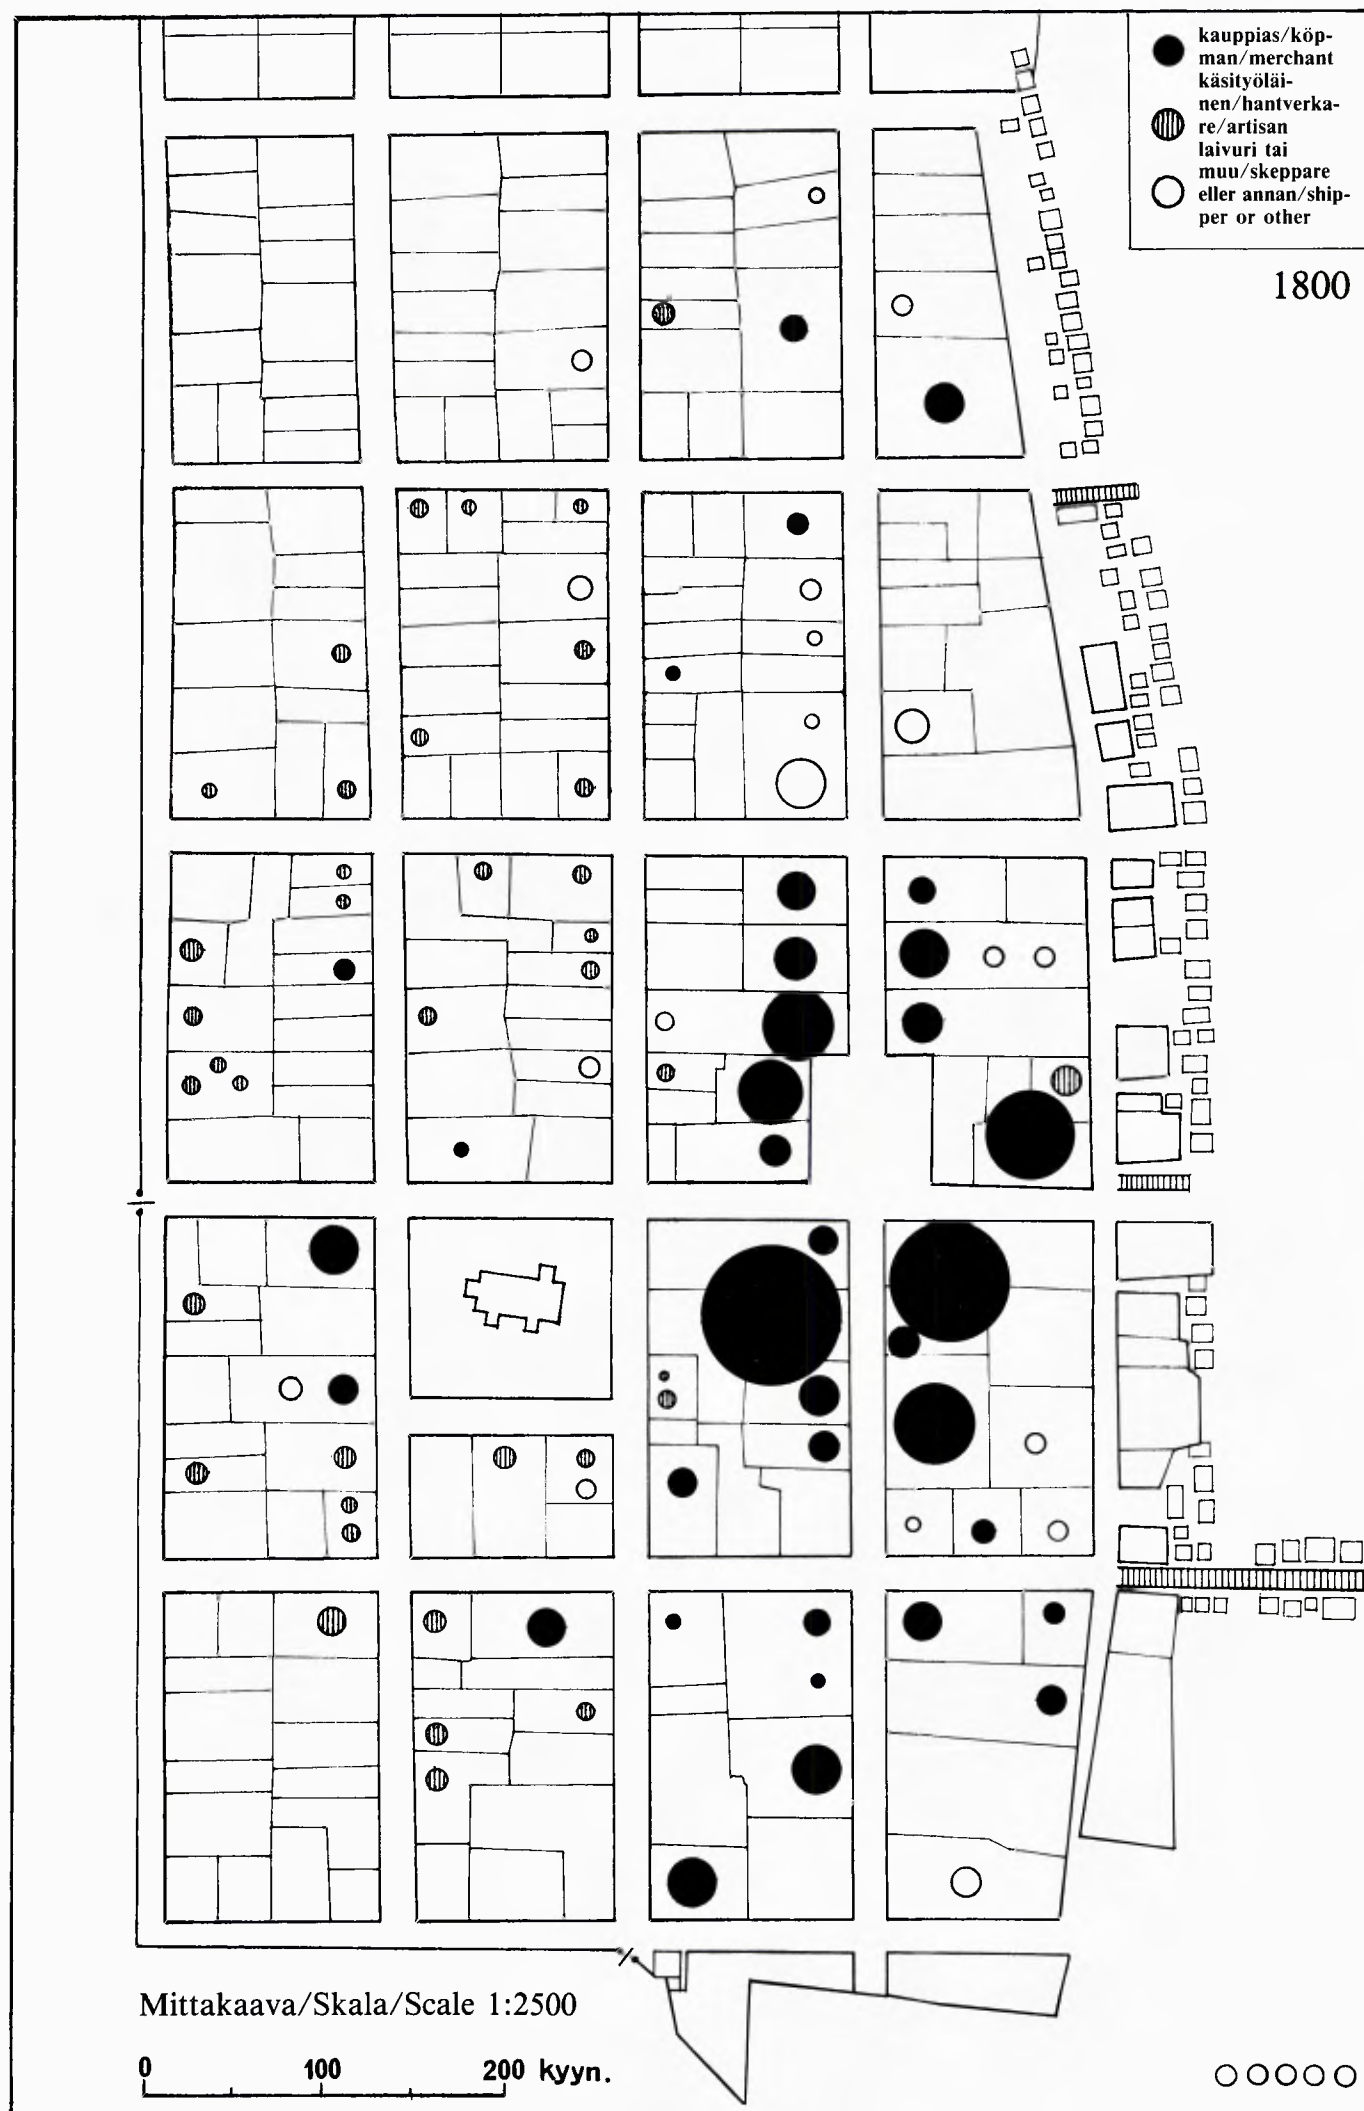 kauppias/köp-
man/merchant
käsityöläi-
nen/hantverka-
re/artisan
laivuri tai
muu/skeppare
eller annan/ship-
per or other
1800
Mittakaava/Skala/Scale 1:2500
0 100 200 kyyn.